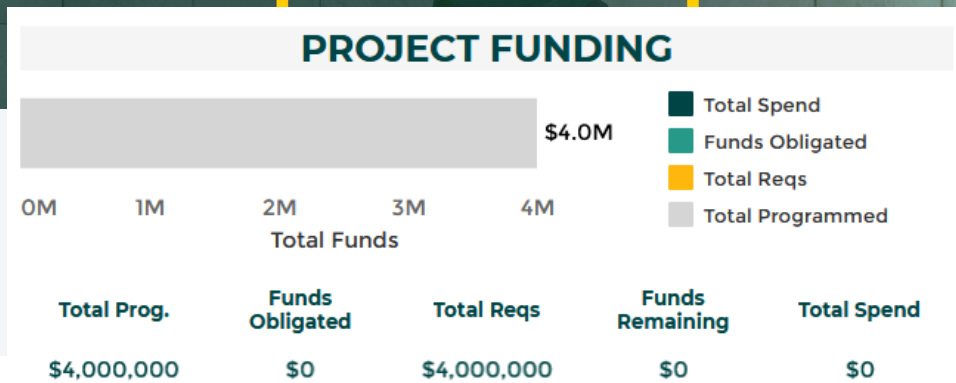 PROJECT FUNDING
$4.0M
Total Spend
Funds Obligated
Total Reqs
Total Programmed
0M 1M 2M 3M 4M
Total Funds
Total Prog. Funds Obligated Total Reqs Funds Remaining Total Spend
$4,000,000 $0 $4,000,000 $0 $0